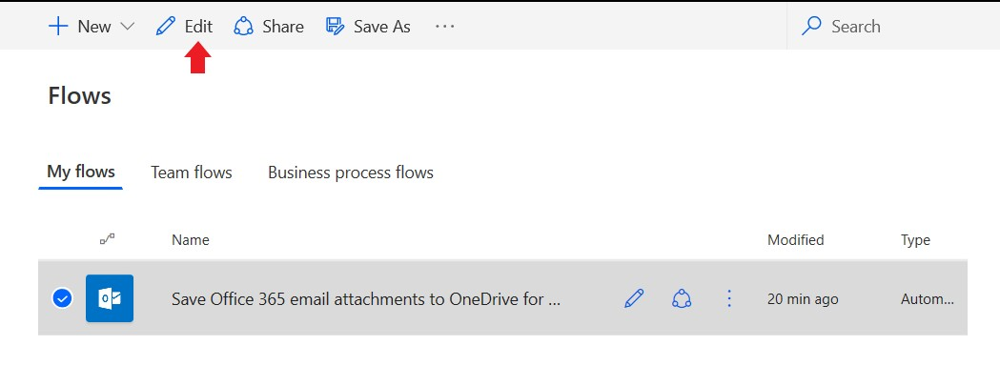 New Edit Share Save As ... Search
Flows
My flows Team flows Business process flows
Name Modified Type
Save Office 365 email attachments to OneDrive for ... 20 min ago Autom...